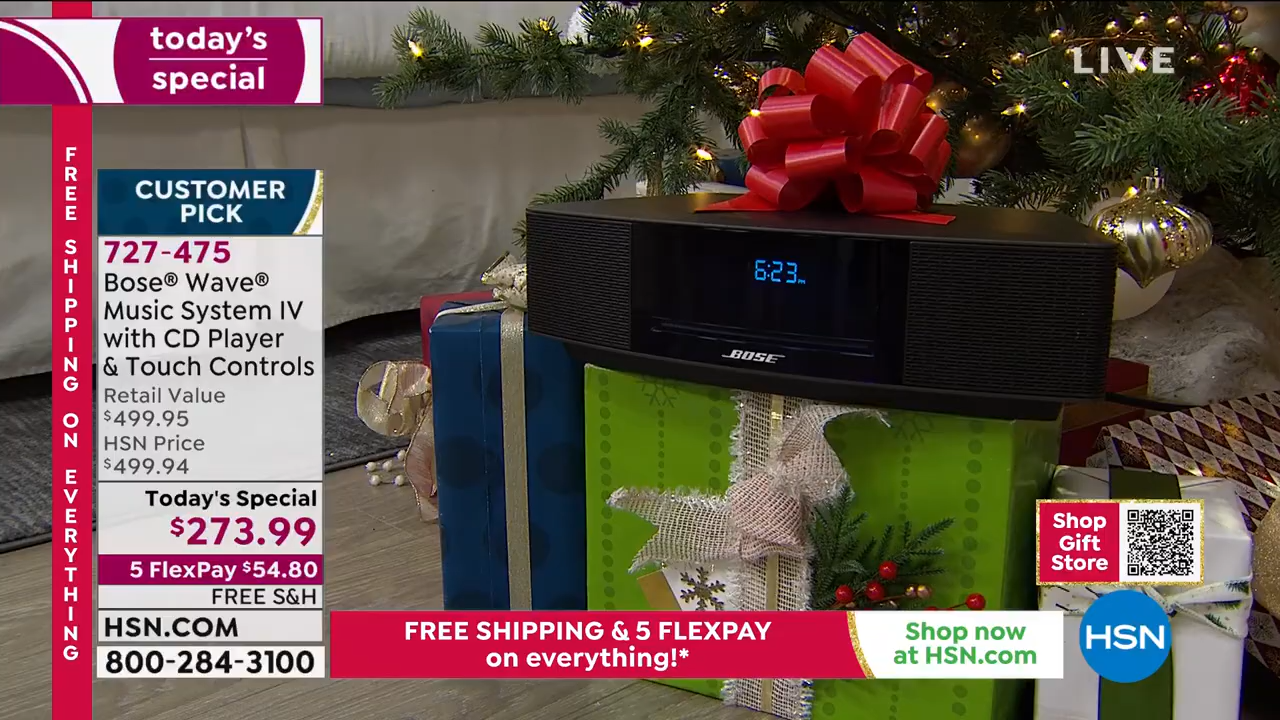 today's
special
LIVE
FREE SHIPPING ON EVERYTHING
CUSTOMER
PICK
727-475
Bose® Wave®
Music System IV
with CD Player
& Touch Controls
Retail Value
$499.95
HSN Price
$499.94
Today's Special
$273.99
5 FlexPay $54.80
FREE S&H
HSN.COM
800-284-3100
6:23
BOSE
Shop
Gift
Store
FREE SHIPPING & 5 FLEXPAY
on everything!*
Shop now
at HSN.com
HSN